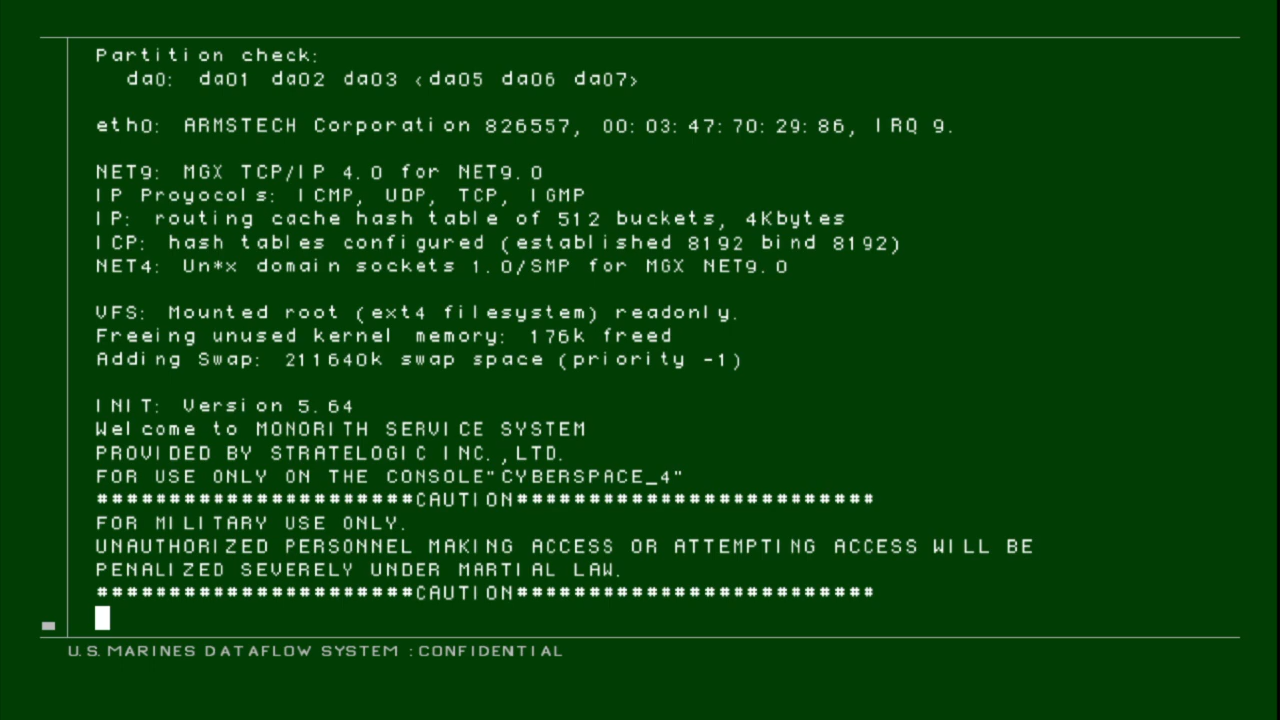 Partition check:
da0: da01 da02 da03 <da05 da06 da07>
eth0: ARMSTECH Corporation 826557, 00:03:47:70:29:86, IRQ 9.
NET9: MGX TCP/IP 4.0 for NET9.0
IP Proyocols: ICMP, UDP, TCP, IGMP
IP: routing cache hash table of 512 buckets, 4Kbytes
ICP: hash tables configured (established 8192 bind 8192)
NET4: Un*x domain sockets 1.0/SMP for MGX NET9.0
VFS: Mounted root (ext4 filesystem) readonly.
Freeing unused kernel memory: 176k freed
Adding Swap: 211640k swap space (priority -1)
INIT: Version 5.64
Welcome to MONORITH SERVICE SYSTEM
PROVIDED BY STRATELOGIC INC.,LTD.
FOR USE ONLY ON THE CONSOLE"CYBERSPACE_4"
######################CAUTION#########################
FOR MILITARY USE ONLY.
UNAUTHORIZED PERSONNEL MAKING ACCESS OR ATTEMPTING ACCESS WILL BE
PENALIZED SEVERELY UNDER MARTIAL LAW.
######################CAUTION#########################
U.S.MARINES DATAFLOW SYSTEM :CONFIDENTIAL